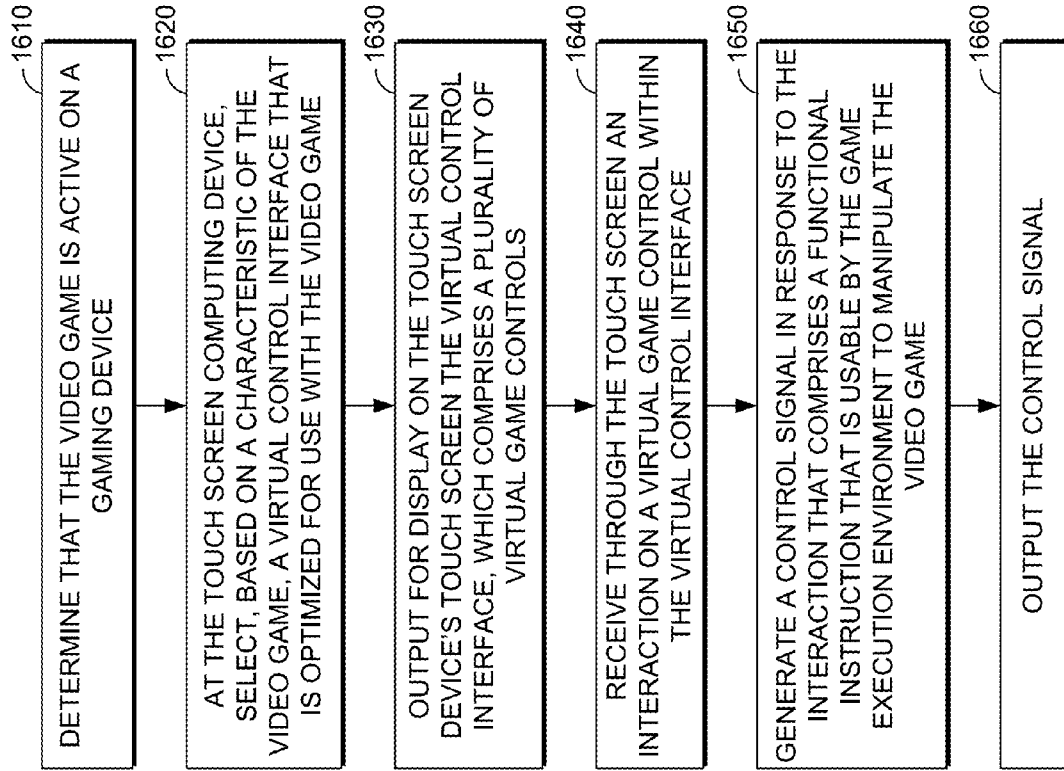 1610
DETERMINE THAT THE VIDEO GAME IS ACTIVE ON A
GAMING DEVICE
1620
AT THE TOUCH SCREEN COMPUTING DEVICE,
SELECT, BASED ON A CHARACTERISTIC OF THE
VIDEO GAME, A VIRTUAL CONTROL INTERFACE THAT
IS OPTIMIZED FOR USE WITH THE VIDEO GAME
1630
OUTPUT FOR DISPLAY ON THE TOUCH SCREEN
DEVICE'S TOUCH SCREEN THE VIRTUAL CONTROL
INTERFACE, WHICH COMPRISES A PLURALITY OF
VIRTUAL GAME CONTROLS
1640
RECEIVE THROUGH THE TOUCH SCREEN AN
INTERACTION ON A VIRTUAL GAME CONTROL WITHIN
THE VIRTUAL CONTROL INTERFACE
1650
GENERATE A CONTROL SIGNAL IN RESPONSE TO THE
INTERACTION THAT COMPRISES A FUNCTIONAL
INSTRUCTION THAT IS USABLE BY THE GAME
EXECUTION ENVIRONMENT TO MANIPULATE THE
VIDEO GAME
1660
OUTPUT THE CONTROL SIGNAL